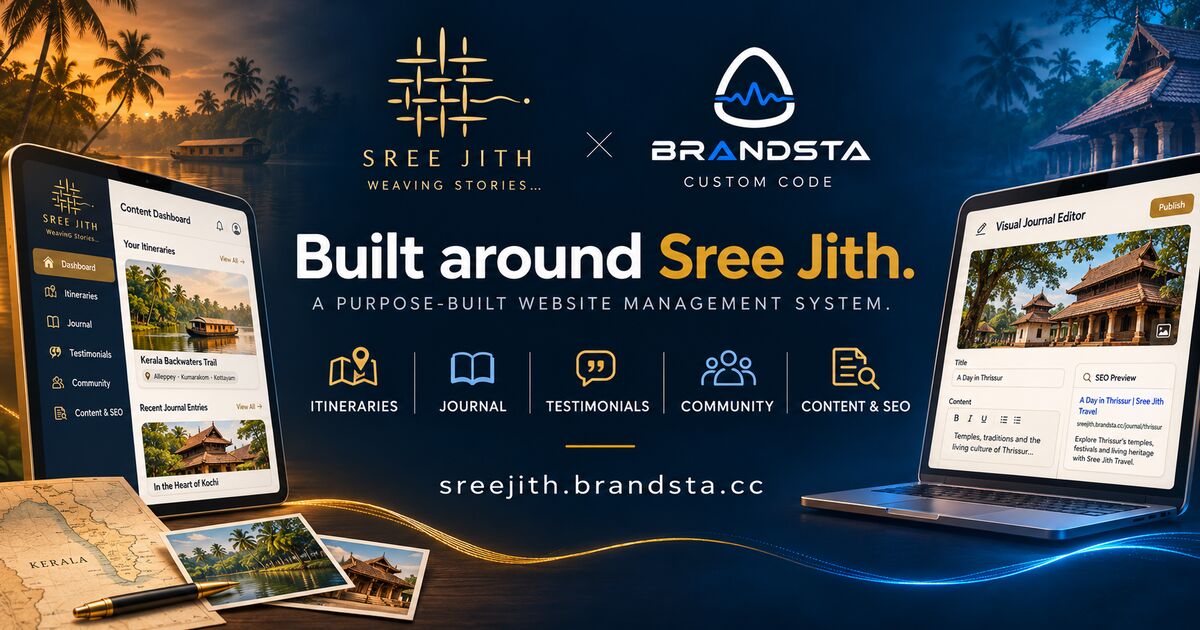 SREE JITH
WEAVING STORIES...
BRANDSTA
CUSTOM CODE
Built around Sree Jith.
A PURPOSE-BUILT WEBSITE MANAGEMENT SYSTEM.
ITINERARIES
JOURNAL
TESTIMONIALS
COMMUNITY
CONTENT & SEO
sreejith.brandsta.cc
SREE JITH
Weaving Stories...
Dashboard
Itineraries
Journal
Testimonials
Community
Content & SEO
Content Dashboard
Your Itineraries
View All →
Kerala Backwaters Trail
Alleppey • Kumarakom • Kottayam
Recent Journal Entries
View All →
In the Heart of Kochi
KERALA
Visual Journal Editor
Publish
Title
A Day in Thrissur
Content
B I U
Temples, traditions and the
living culture of Thrissur...
SEO Preview
A Day in Thrissur | Sree Jith
Travel
sreejith.brandsta.cc/journal/thrissur
Explore Thrissur's temples,
festivals and living heritage
with Sree Jith Travel.